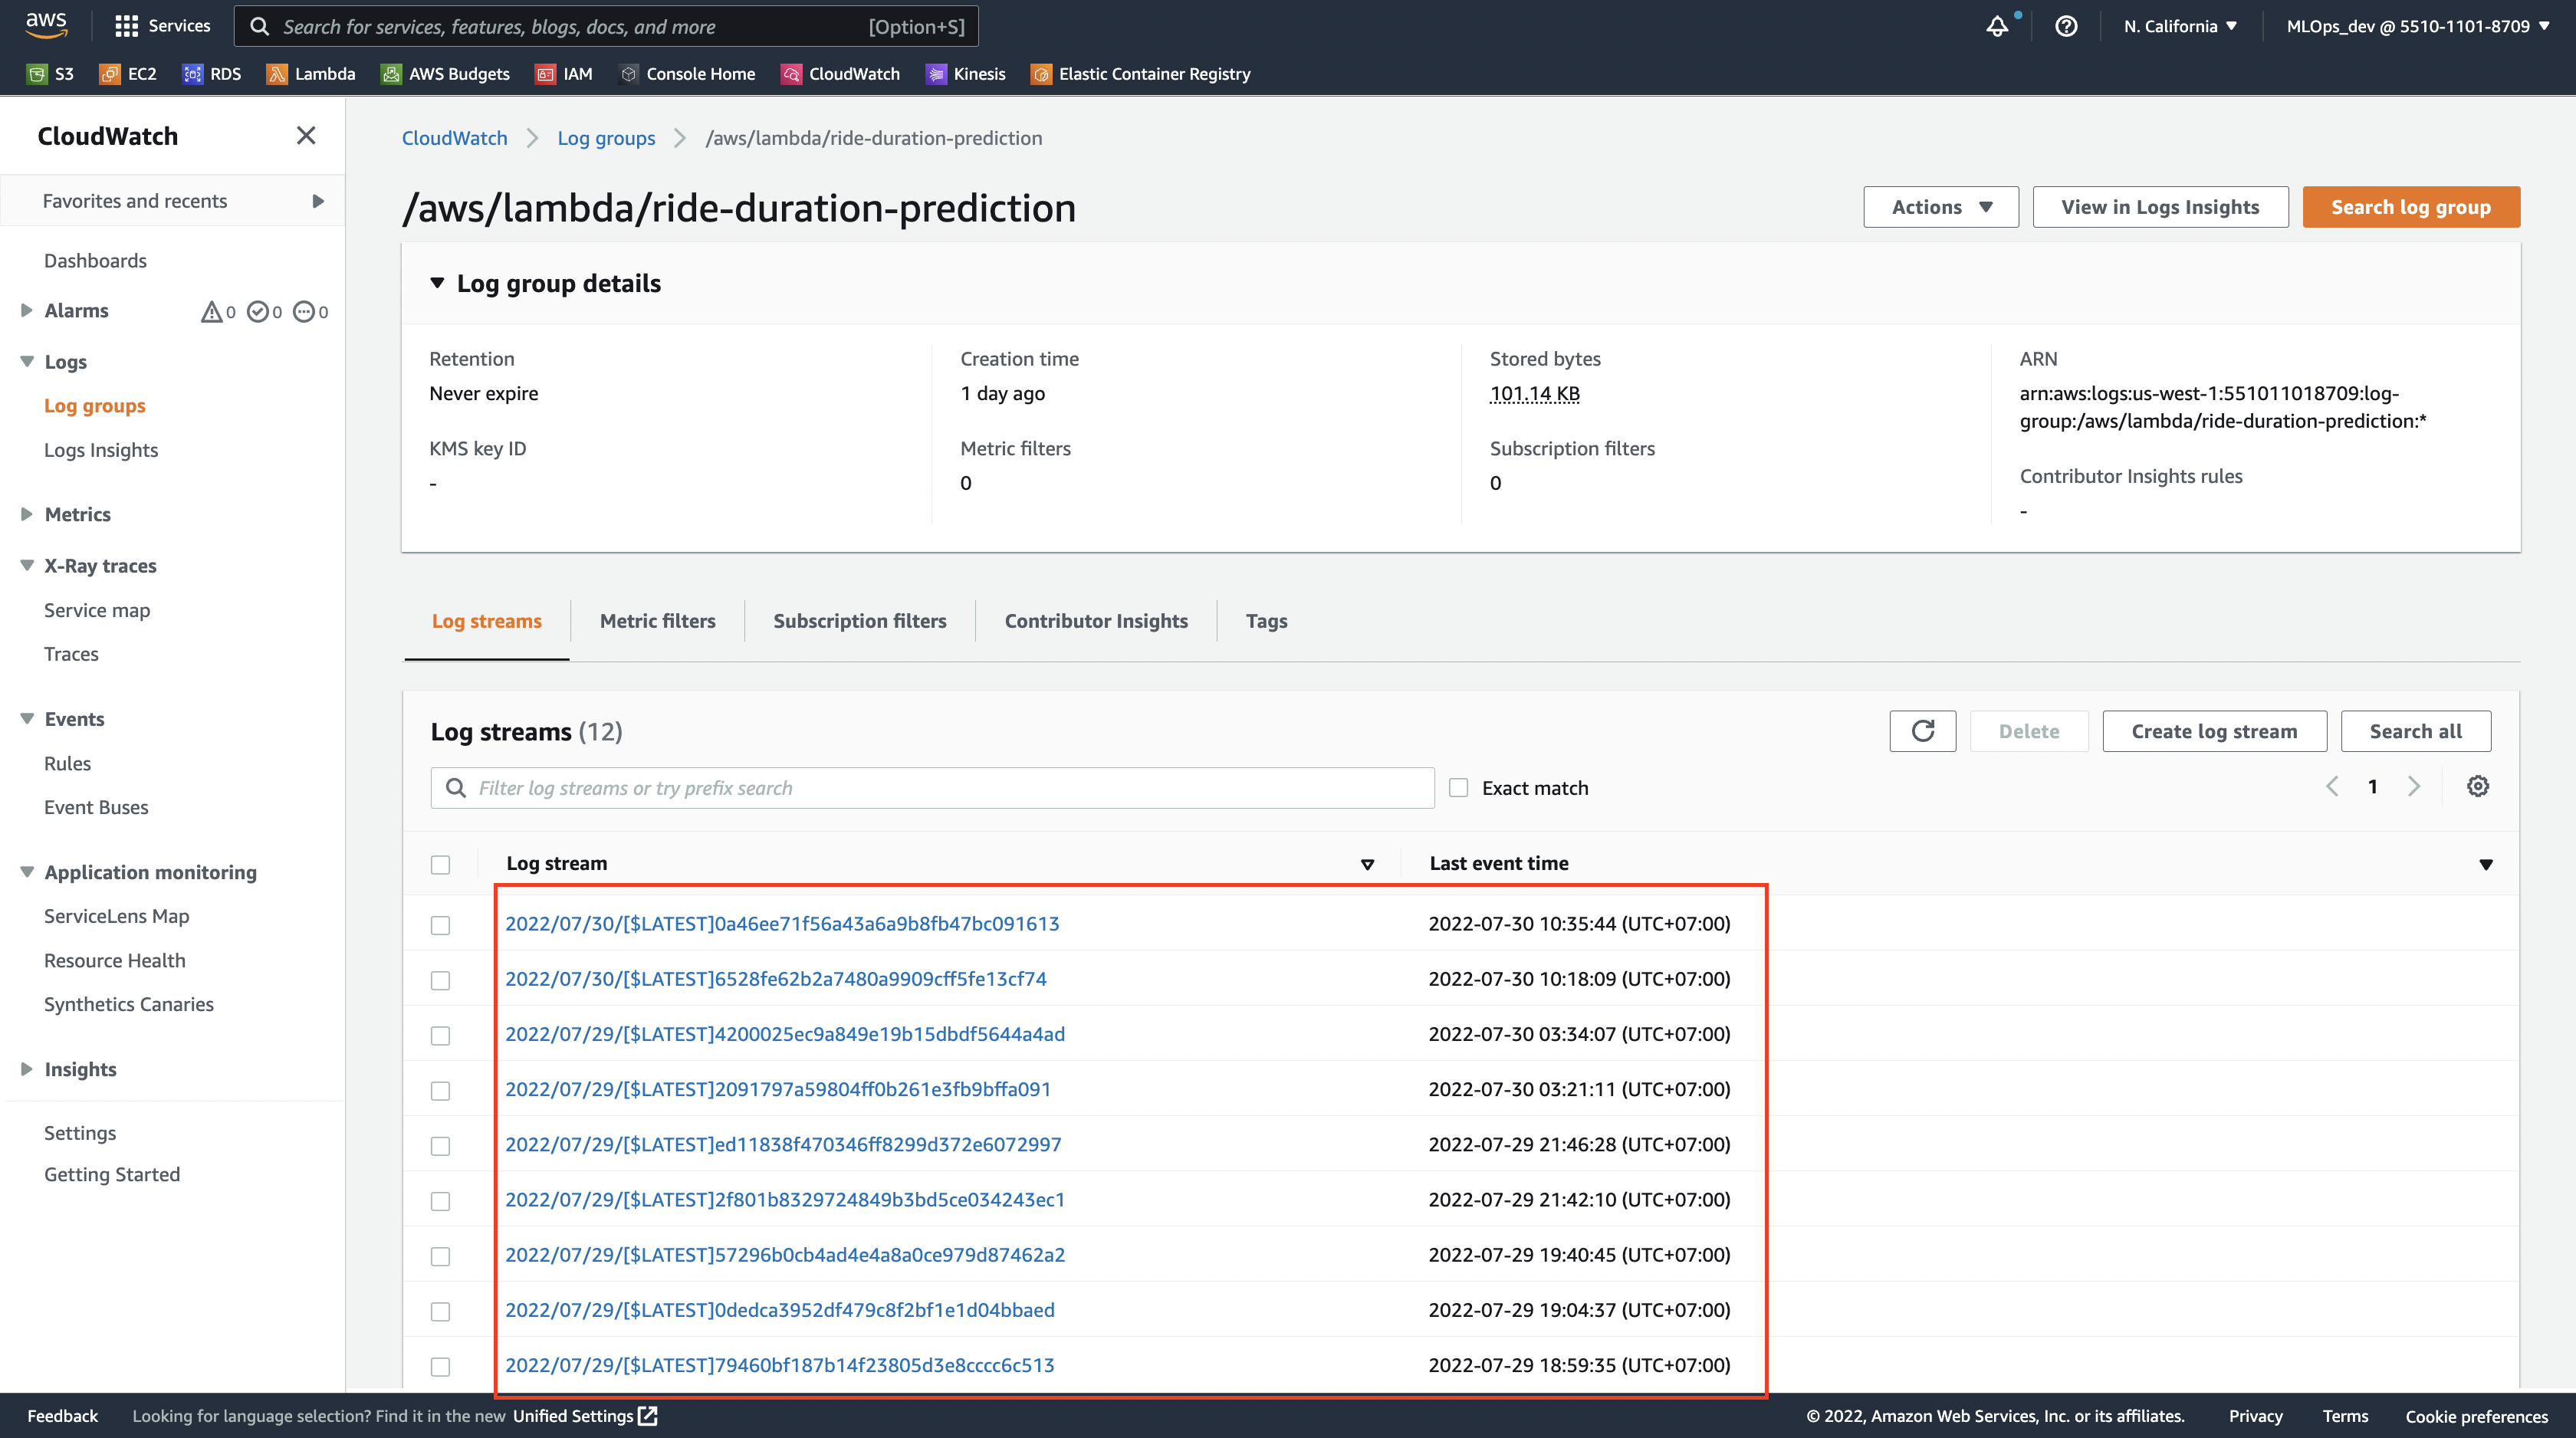 aws
Services
Search for services, features, blogs, docs, and more [Option+S]
N. California
MLOps_dev @ 5510-1101-8709
S3
EC2
RDS
Lambda
AWS Budgets
IAM
Console Home
CloudWatch
Kinesis
Elastic Container Registry
CloudWatch
Favorites and recents
Dashboards
Alarms 0 0 0
Logs
Log groups
Logs Insights
Metrics
X-Ray traces
Service map
Traces
Events
Rules
Event Buses
Application monitoring
ServiceLens Map
Resource Health
Synthetics Canaries
Insights
Settings
Getting Started
CloudWatch
Log groups
/aws/lambda/ride-duration-prediction
/aws/lambda/ride-duration-prediction
Actions
View in Logs Insights
Search log group
Log group details
Retention
Never expire
KMS key ID
-
Creation time
1 day ago
Metric filters
0
Stored bytes
101.14 KB
Subscription filters
0
ARN
arn:aws:logs:us-west-1:551011018709:log-
group:/aws/lambda/ride-duration-prediction:*
Contributor Insights rules
-
Log streams
Metric filters
Subscription filters
Contributor Insights
Tags
Log streams (12)
Delete
Create log stream
Search all
Filter log streams or try prefix search
Exact match
1
Log stream
Last event time
2022/07/30/[$LATEST]0a46ee71f56a43a6a9b8fb47bc091613 2022-07-30 10:35:44 (UTC+07:00)
2022/07/30/[$LATEST]6528fe62b2a7480a9909cff5fe13cf74 2022-07-30 10:18:09 (UTC+07:00)
2022/07/29/[$LATEST]4200025ec9a849e19b15dbdf5644a4ad 2022-07-30 03:34:07 (UTC+07:00)
2022/07/29/[$LATEST]2091797a59804ff0b261e3fb9bffa091 2022-07-30 03:21:11 (UTC+07:00)
2022/07/29/[$LATEST]ed11838f470346ff8299d372e6072997 2022-07-29 21:46:28 (UTC+07:00)
2022/07/29/[$LATEST]2f801b8329724849b3bd5ce034243ec1 2022-07-29 21:42:10 (UTC+07:00)
2022/07/29/[$LATEST]57296b0cb4ad4e4a8a0ce979d87462a2 2022-07-29 19:40:45 (UTC+07:00)
2022/07/29/[$LATEST]0dedca3952df479c8f2bf1e1d04bbaed 2022-07-29 19:04:37 (UTC+07:00)
2022/07/29/[$LATEST]79460bf187b14f23805d3e8cccc6c513 2022-07-29 18:59:35 (UTC+07:00)
Feedback
Looking for language selection? Find it in the new Unified Settings
© 2022, Amazon Web Services, Inc. or its affiliates.
Privacy
Terms
Cookie preferences